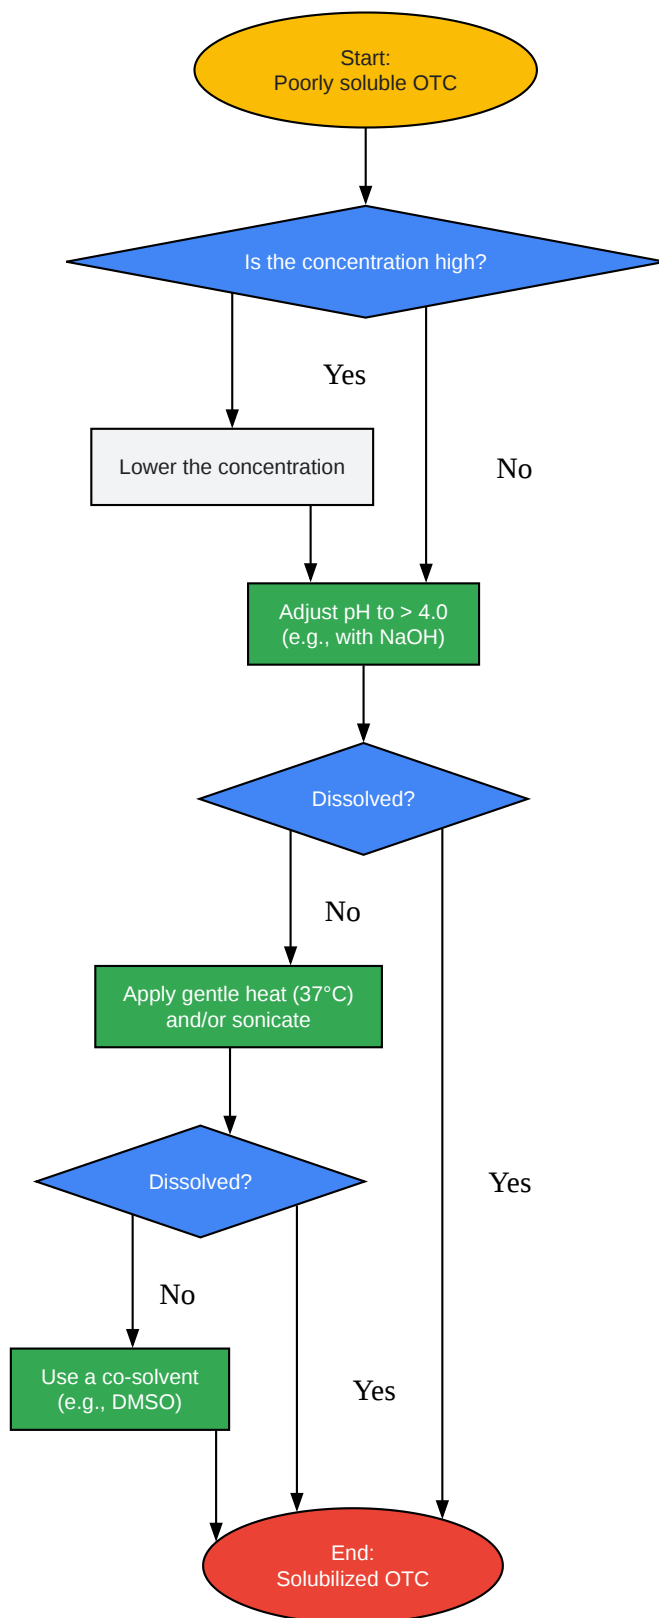 Start:
Poorly soluble OTC
Is the concentration high?
Yes
Lower the concentration
No
Adjust pH to > 4.0
(e.g., with NaOH)
Dissolved?
No
Apply gentle heat (37°C)
and/or sonicate
Dissolved?
Yes
No
Use a co-solvent
(e.g., DMSO)
Yes
End:
Solubilized OTC